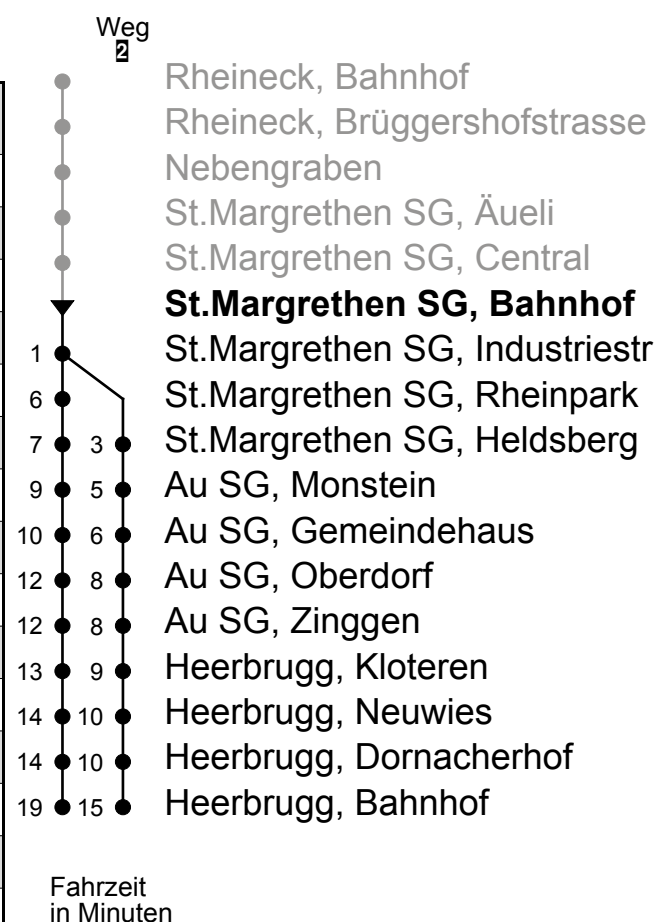 Weg
2
Rheineck, Bahnhof
Rheineck, Brüggershofstrasse
Nebengraben
St.Margrethen SG, Äueli
St.Margrethen SG, Central
St.Margrethen SG, Bahnhof
1 St.Margrethen SG, Industriestr
6 St.Margrethen SG, Rheinpark
7 3 St.Margrethen SG, Heldsberg
9 5 Au SG, Monstein
10 6 Au SG, Gemeindehaus
12 8 Au SG, Oberdorf
12 8 Au SG, Zinggen
13 9 Heerbrugg, Kloteren
14 10 Heerbrugg, Neuwies
14 10 Heerbrugg, Dornacherhof
19 15 Heerbrugg, Bahnhof
Fahrzeit
in Minuten